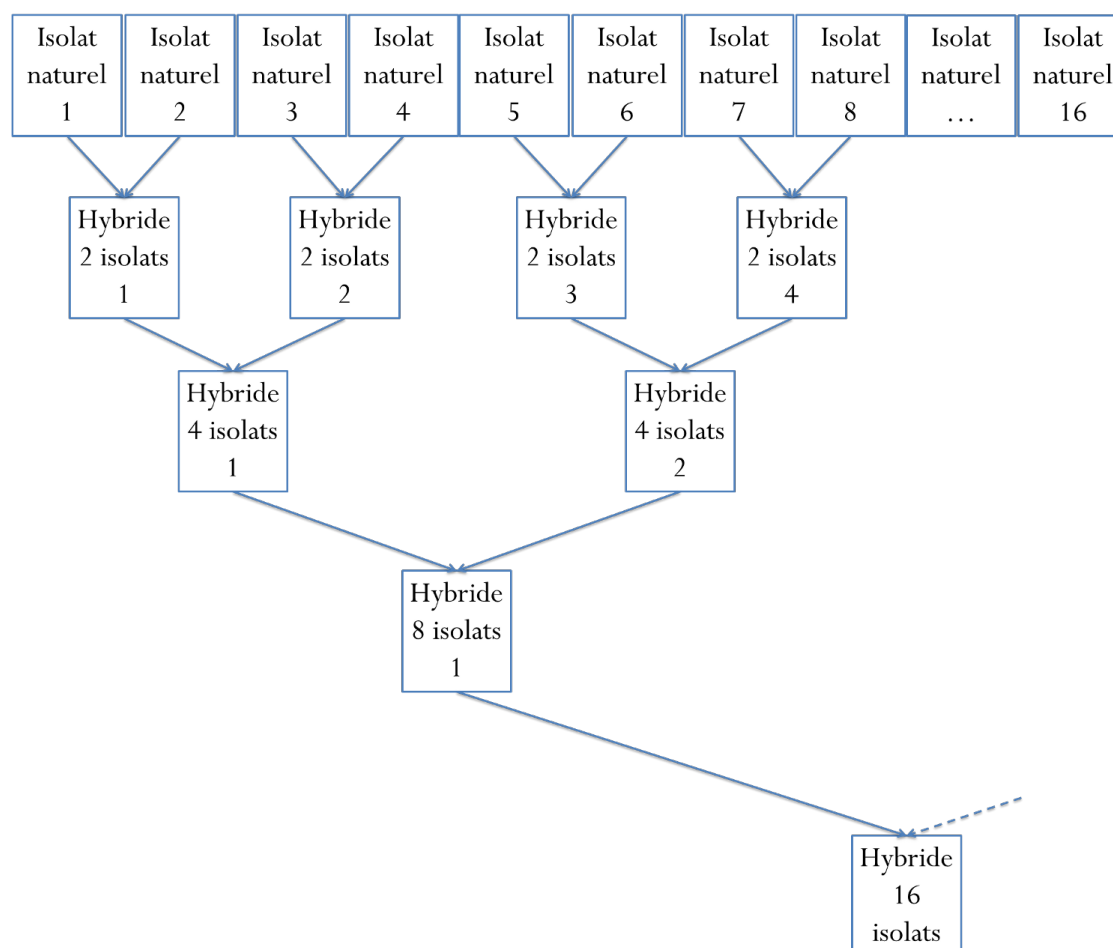 Isolat
naturel
1
Isolat
naturel
2
Isolat
naturel
3
Isolat
naturel
4
Isolat
naturel
5
Isolat
naturel
6
Isolat
naturel
7
Isolat
naturel
8
Isolat
naturel
…
Isolat
naturel
16
Hybride
2 isolats
1
Hybride
2 isolats
2
Hybride
2 isolats
3
Hybride
2 isolats
4
Hybride
4 isolats
1
Hybride
4 isolats
2
Hybride
8 isolats
1
Hybride
16
isolats